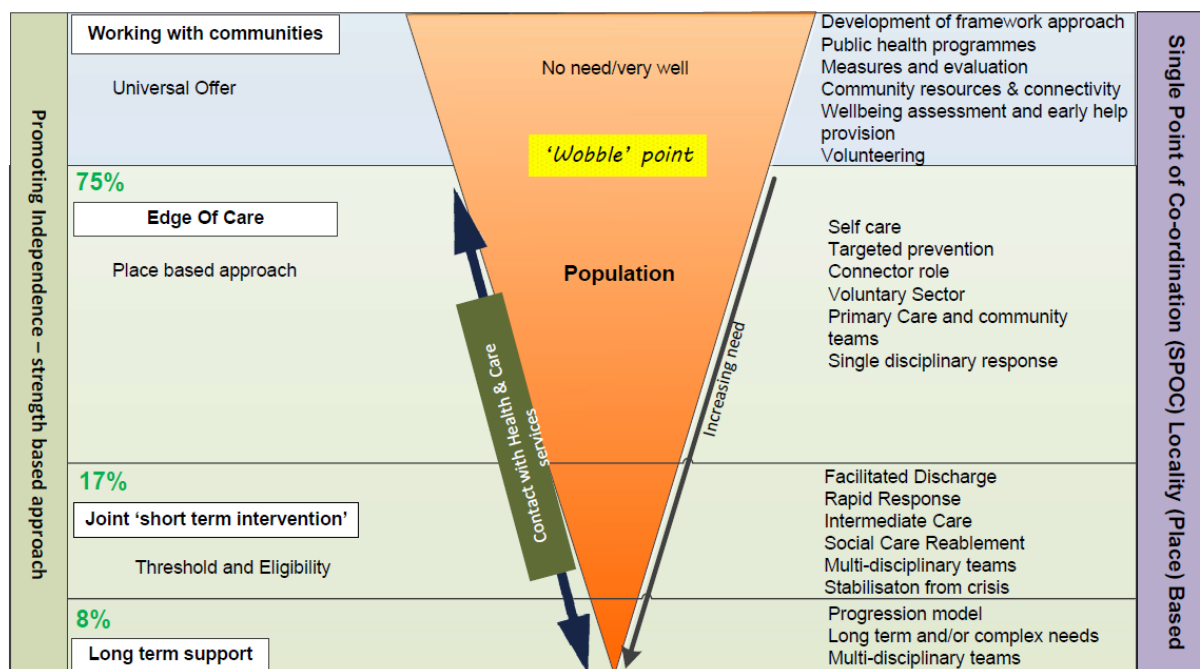 Promoting Independence – strength based approach
Working with communities
Universal Offer
75%
Edge Of Care
Place based approach
17%
Joint ‘short term intervention’
Threshold and Eligibility
8%
Long term support
No need/very well
‘Wobble’ point
Population
Contact with Health & Care
services
Increasing need
Development of framework approach
Public health programmes
Measures and evaluation
Community resources & connectivity
Wellbeing assessment and early help
provision
Volunteering
Self care
Targeted prevention
Connector role
Voluntary Sector
Primary Care and community
teams
Single disciplinary response
Facilitated Discharge
Rapid Response
Intermediate Care
Social Care Reablement
Multi-disciplinary teams
Stabilisaton from crisis
Progression model
Long term and/or complex needs
Multi-disciplinary teams
Single Point of Co-ordination (SPOC) Locality (Place) Based